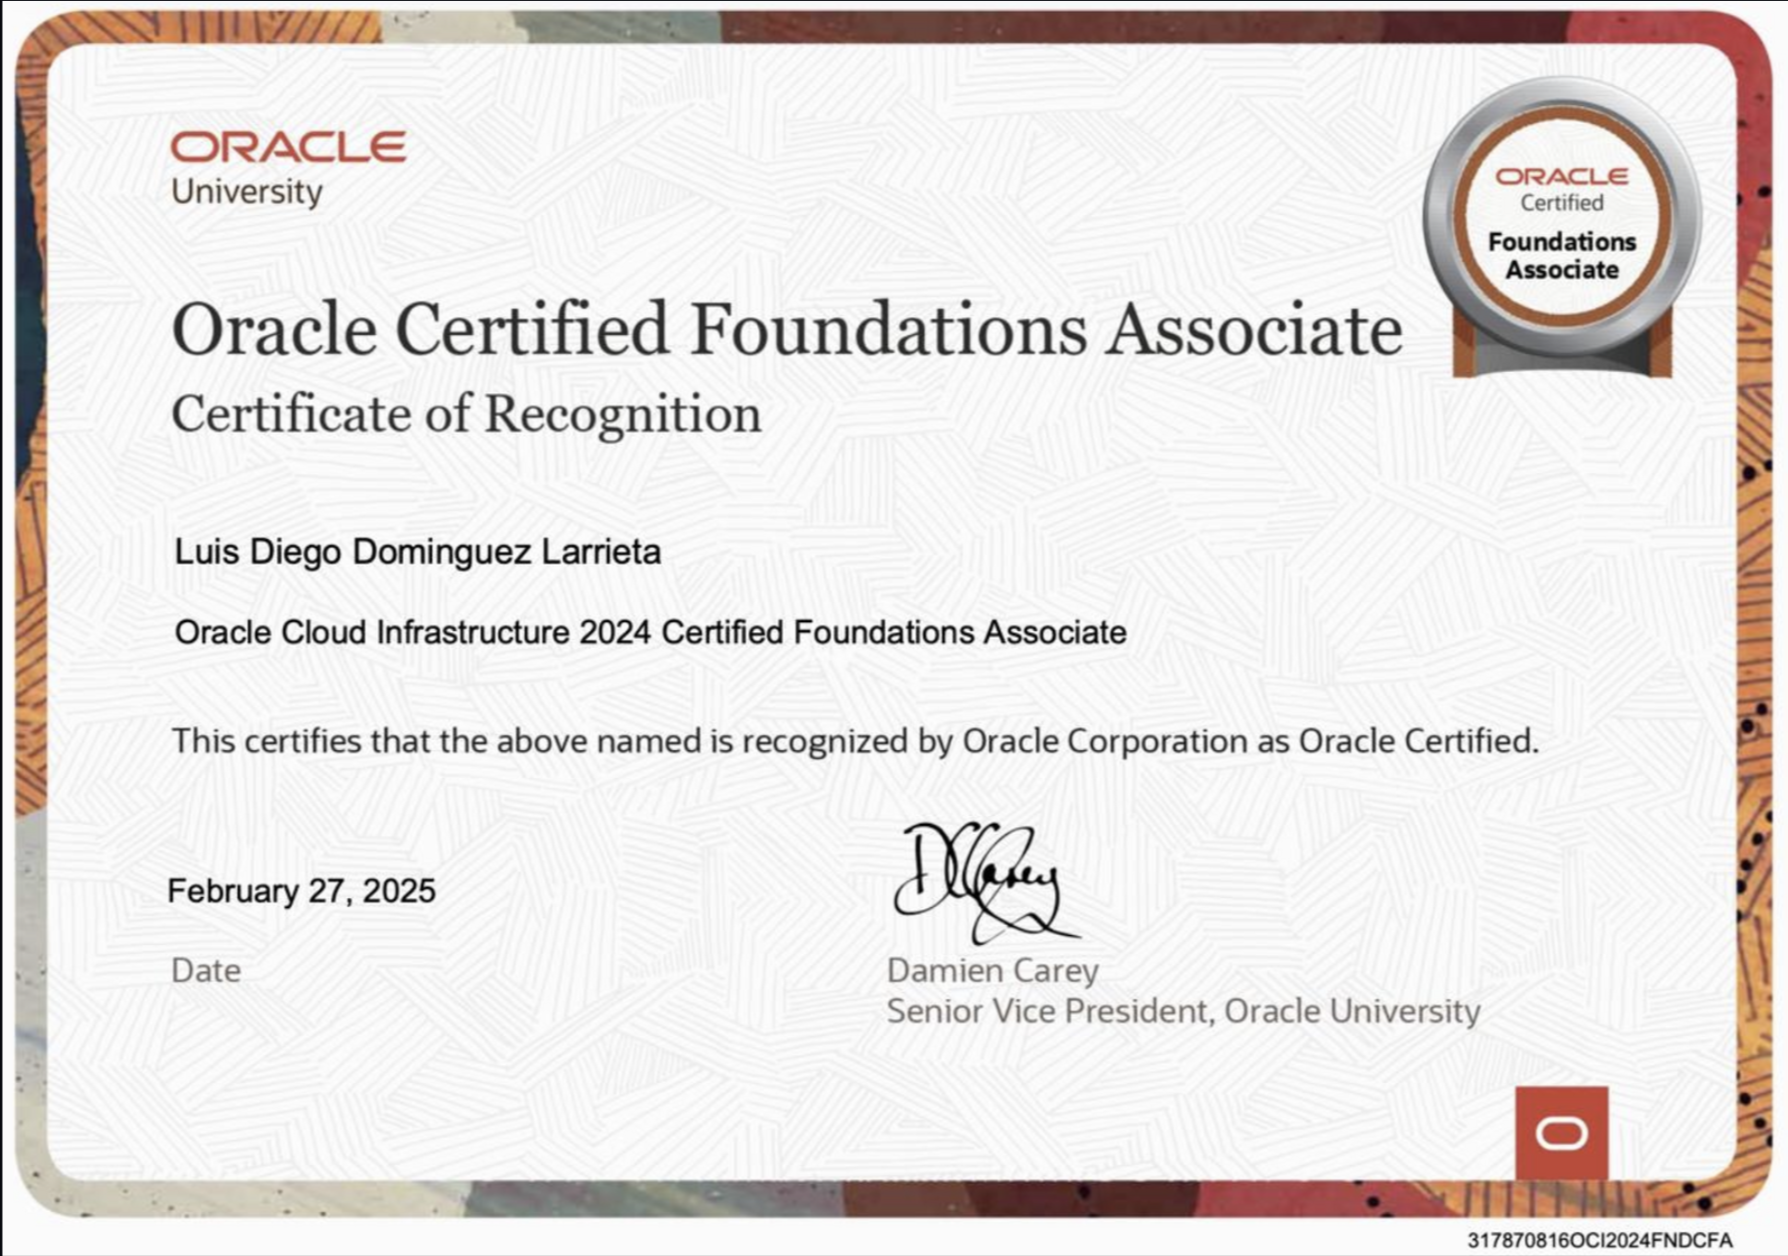 ORACLE
University
ORACLE
Certified
Foundations
Associate
Oracle Certified Foundations Associate
Certificate of Recognition
Luis Diego Dominguez Larrieta
Oracle Cloud Infrastructure 2024 Certified Foundations Associate
This certifies that the above named is recognized by Oracle Corporation as Oracle Certified.
February 27, 2025
DCarey
Date
Damien Carey
Senior Vice President, Oracle University
317870816OCI2024FNDCFA